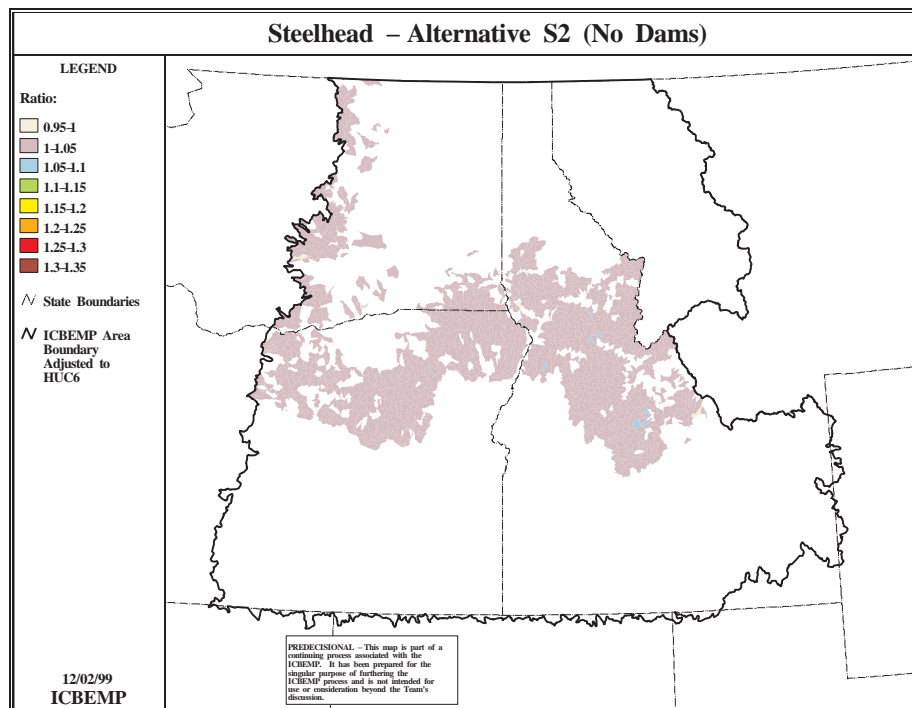 Steelhead – Alternative S2 (No Dams)
LEGEND
Ratio:
0.95–1
1–1.05
1.05–1.1
1.1–1.15
1.15–1.2
1.2–1.25
1.25–1.3
1.3–1.35
State Boundaries
ICBEMP Area
Boundary
Adjusted to
HUC6
12/02/99
ICBEMP
PREDECISIONAL – This map is part of a
continuing process associated with the
ICBEMP. It has been prepared for the
singular purpose of furthering the
ICBEMP process and is not intended for
use or consideration beyond the Team's
discussion.